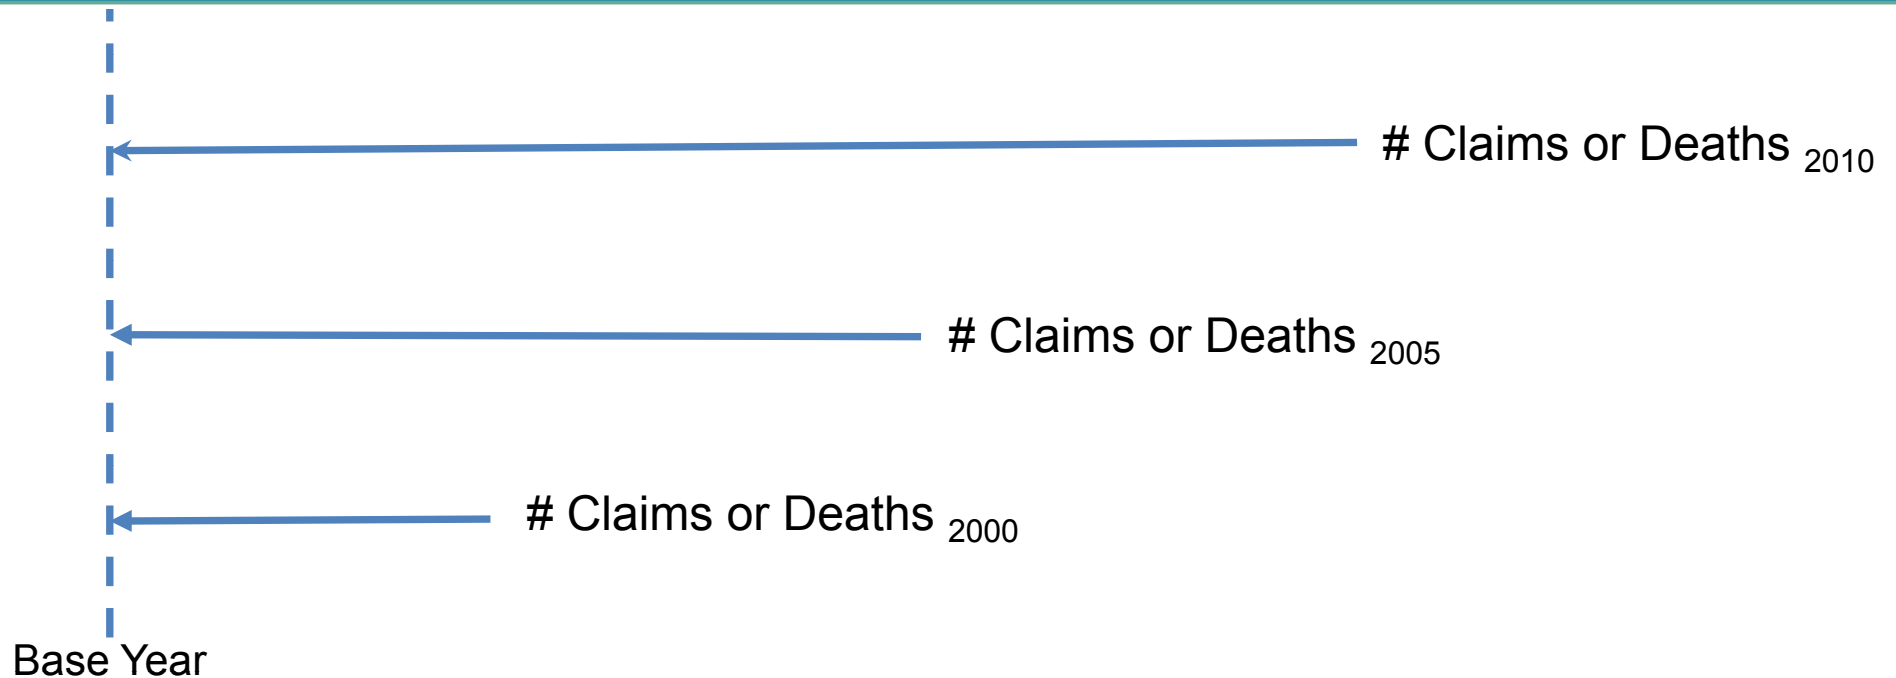 # Claims or Deaths 2010
# Claims or Deaths 2005
# Claims or Deaths 2000
Base Year